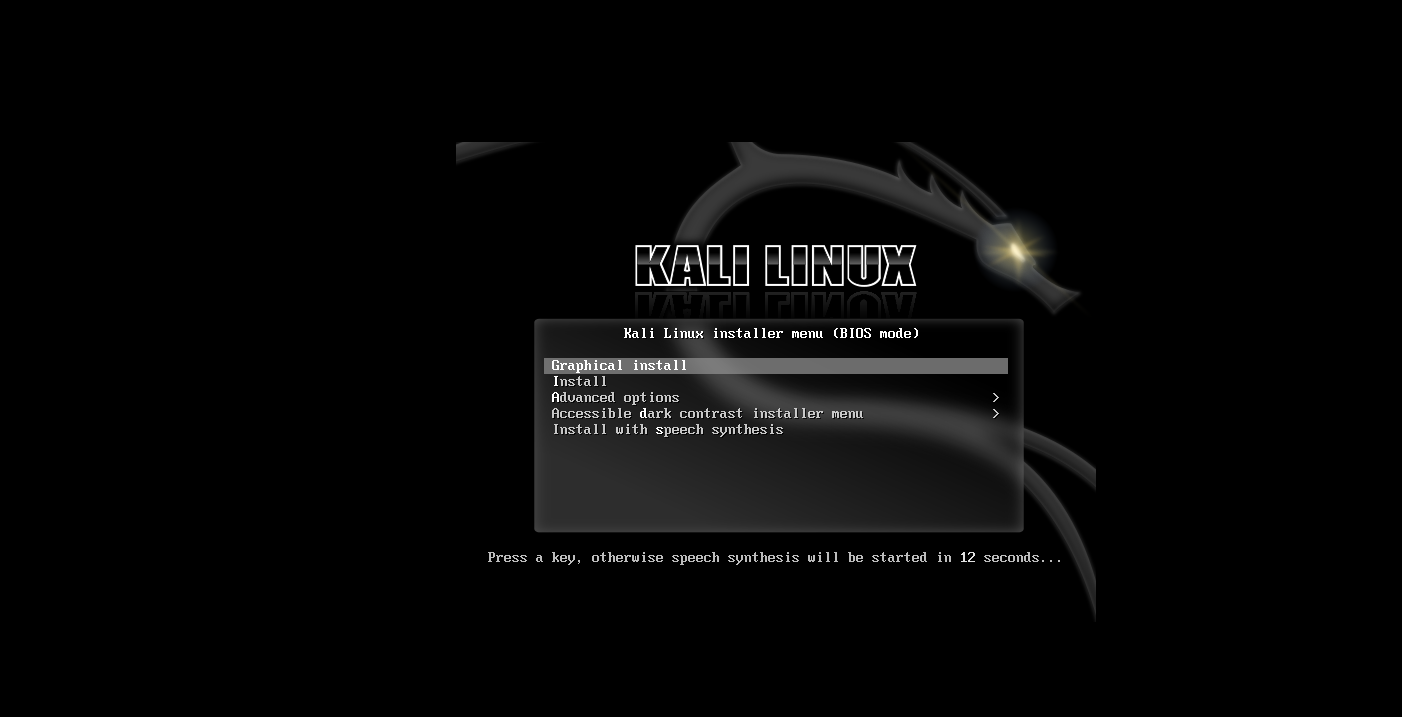 KALI LINUX
Kali Linux installer menu (BIOS mode)
Graphical install
Install
Advanced options >
Accessible dark contrast installer menu >
Install with speech synthesis
Press a key, otherwise speech synthesis will be started in 12 seconds...